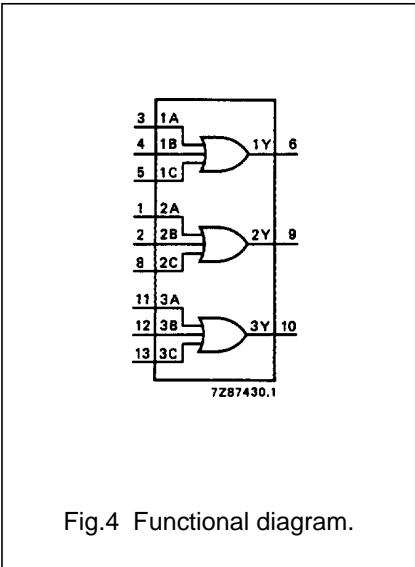 3 1A
4 1B 1Y 6
5 1C
1 2A
2 2B 2Y 9
8 2C
11 3A
12 3B 3Y 10
13 3C
7Z87430.1
Fig.4 Functional diagram.